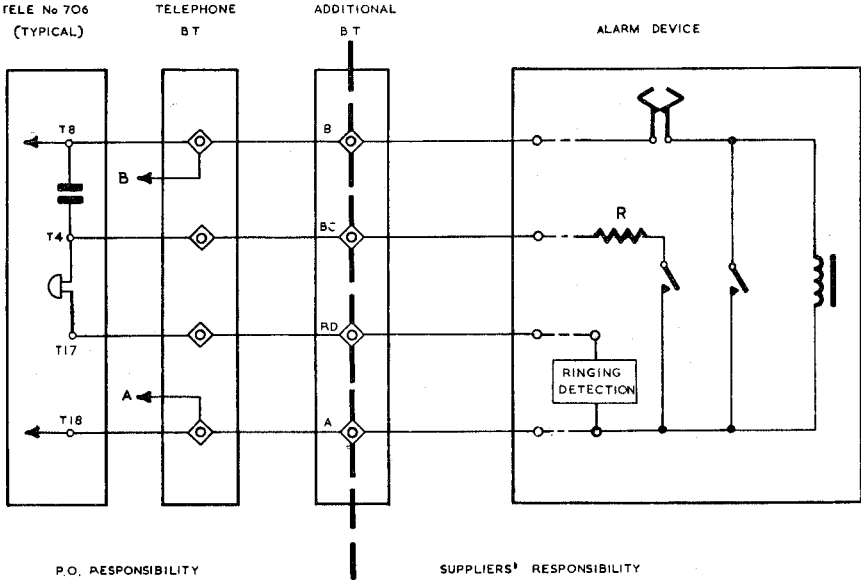 TELE No 706
(TYPICAL)
TELEPHONE
BT
ADDITIONAL
BT
ALARM DEVICE
T8
B
B
T4
BC
R
T17
RD
RINGING
DETECTION
A
T18
A
P.O. RESPONSIBILITY
SUPPLIERS' RESPONSIBILITY